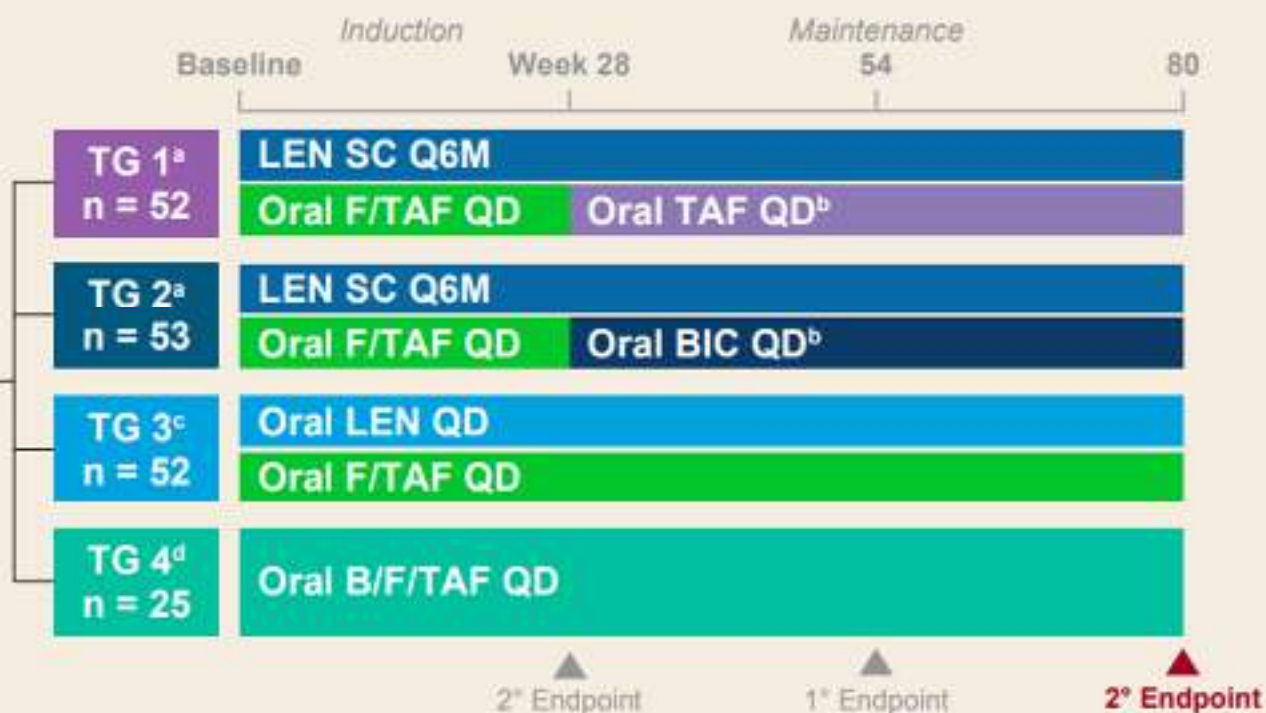 Induction Maintenance
Baseline Week 28 54 80
TG 1ᵃ
n = 52
LEN SC Q6M
Oral F/TAF QD Oral TAF QDᵇ
TG 2ᵃ
n = 53
LEN SC Q6M
Oral F/TAF QD Oral BIC QDᵇ
TG 3ᶜ
n = 52
Oral LEN QD
Oral F/TAF QD
TG 4ᵈ
n = 25
Oral B/F/TAF QD
2° Endpoint 1° Endpoint 2° Endpoint